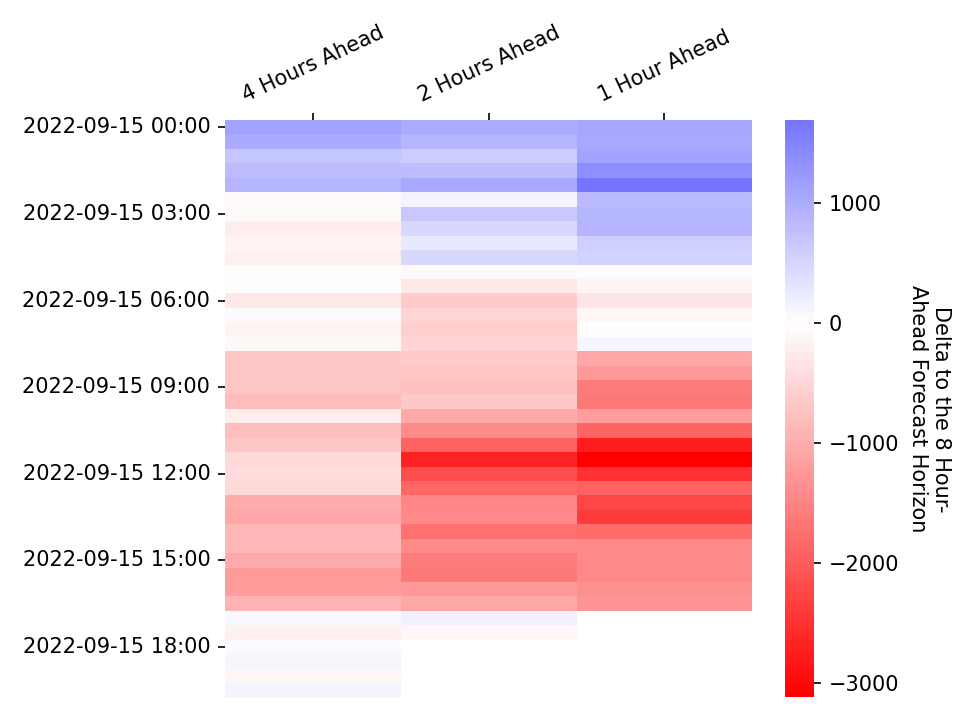 4 Hours Ahead
2 Hours Ahead
1 Hour Ahead
2022-09-15 00:00
2022-09-15 03:00
2022-09-15 06:00
2022-09-15 09:00
2022-09-15 12:00
2022-09-15 15:00
2022-09-15 18:00
1000
0
−1000
−2000
−3000
Delta to the 8 Hour-
Ahead Forecast Horizon